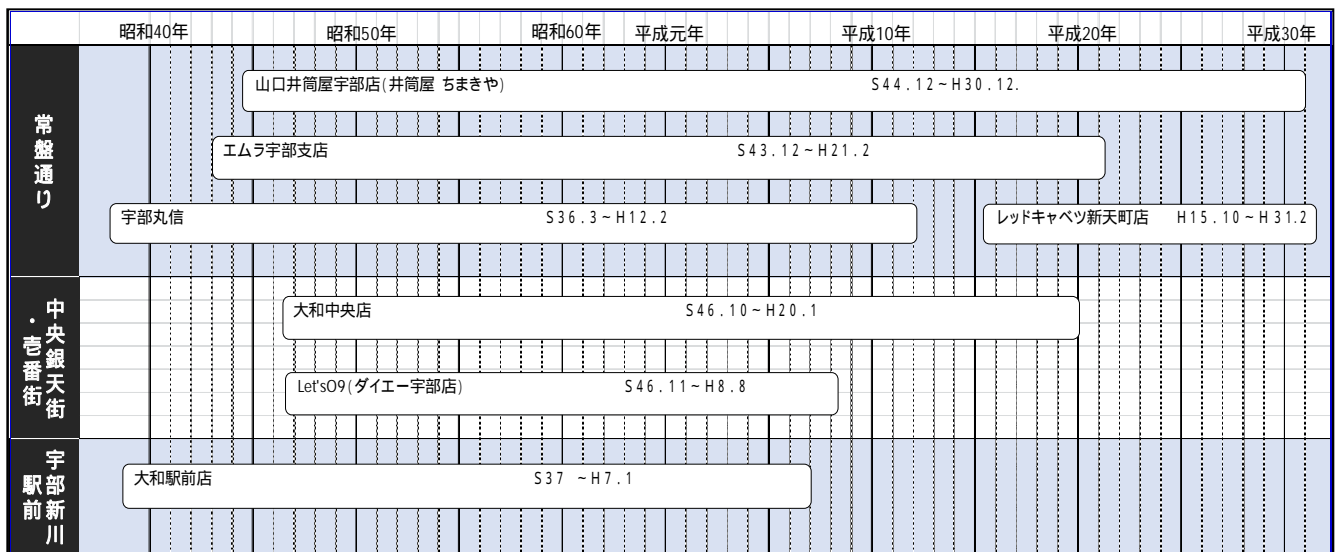 昭和40年 昭和50年 昭和60年 平成元年 平成10年 平成20年 平成30年
常盤通り
山口井筒屋宇部店(井筒屋 ちまきや) S44.12~H30.12.
エムラ宇部支店 S43.12~H21.2
宇部丸信 S36.3~H12.2
レッドキャベツ新天町店 H15.10~H31.2
中央銀天街
・壱番街
大和中央店 S46.10~H20.1
Let'sO9(ダイエー宇部店) S46.11~H8.8
宇部新川
駅前
大和駅前店 S37 ~H7.1